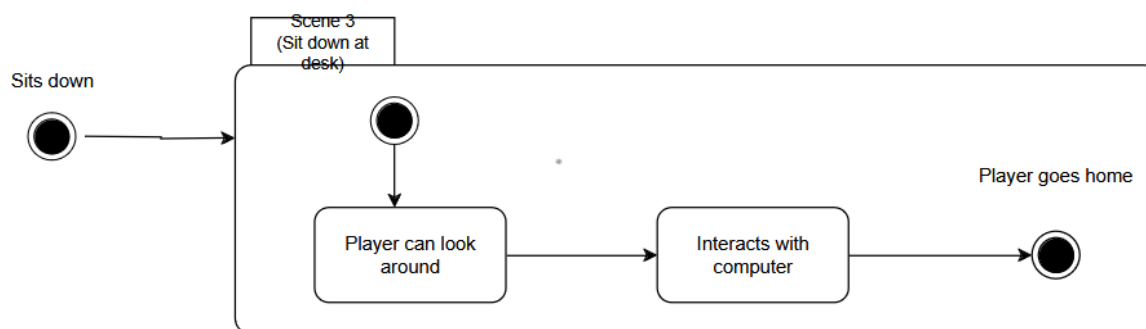 Scene 3
(Sit down at
desk)
Sits down
Player goes home
Player can look
around
Interacts with
computer